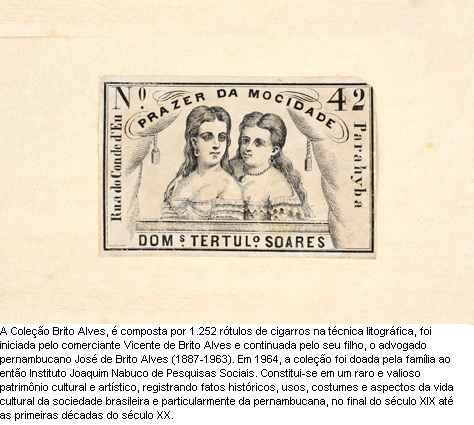 Nº 42
PRAZER DA MOCIDADE
Rua do Conde d'Eu
Parahyba
DOMˢ TERTULº SOARES
A Coleção Brito Alves, é composta por 1.252 rótulos de cigarros na técnica litográfica, foi
iniciada pelo comerciante Vicente de Brito Alves e continuada pelo seu filho, o advogado
pernambucano José de Brito Alves (1887-1963). Em 1964, a coleção foi doada pela família ao
então Instituto Joaquim Nabuco de Pesquisas Sociais. Constitui-se em um raro e valioso
patrimônio cultural e artístico, registrando fatos históricos, usos, costumes e aspectos da vida
cultural da sociedade brasileira e particularmente da pernambucana, no final do século XIX até
as primeiras décadas do século XX.